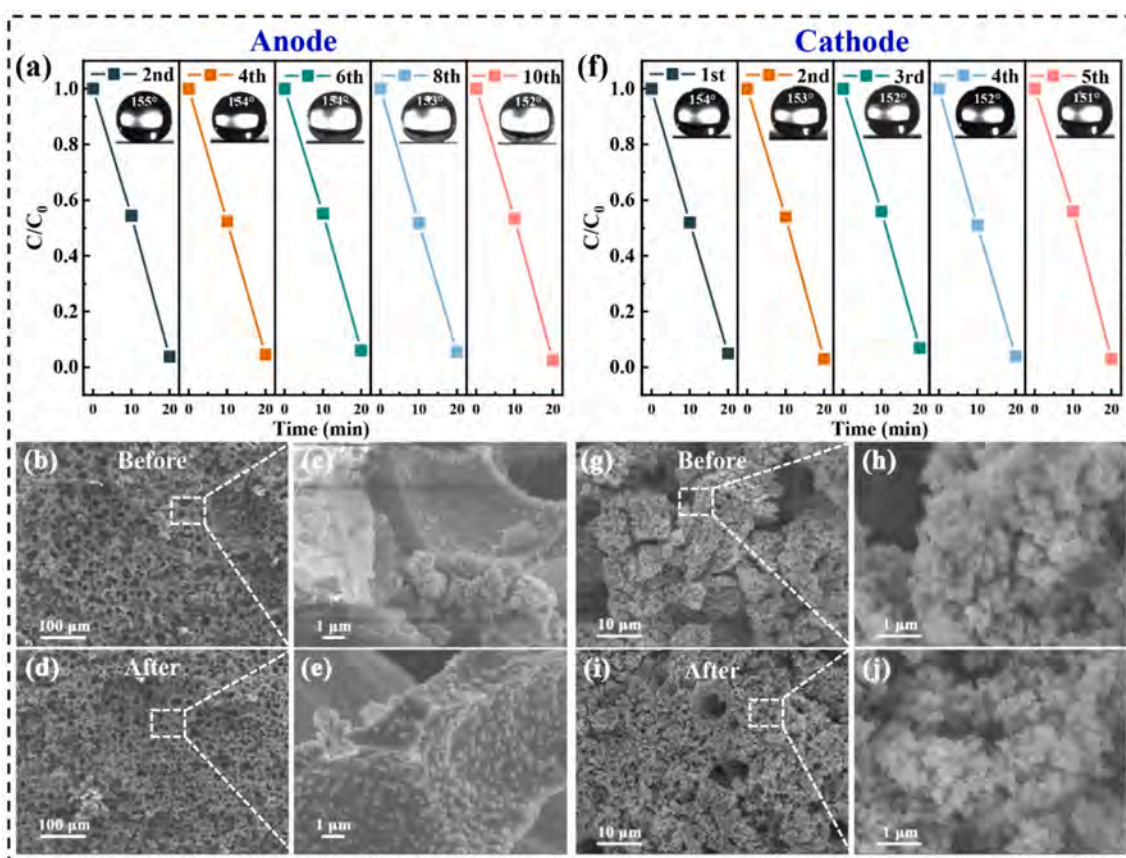 Anode
Cathode
(a)
2nd
4th
6th
8th
10th
155°
154°
154°
153°
152°
C/C0
1.0
0.8
0.6
0.4
0.2
0.0
0 10 20 0 10 20 0 10 20 0 10 20 0 10 20
Time (min)
(f)
1st
2nd
3rd
4th
5th
154°
153°
152°
152°
151°
C/C0
1.0
0.8
0.6
0.4
0.2
0.0
0 10 20 0 10 20 0 10 20 0 10 20 0 10 20
Time (min)
(b) Before
100 μm
(c)
1 μm
(g) Before
10 μm
(h)
1 μm
(d) After
100 μm
(e)
1 μm
(i) After
10 μm
(j)
1 μm